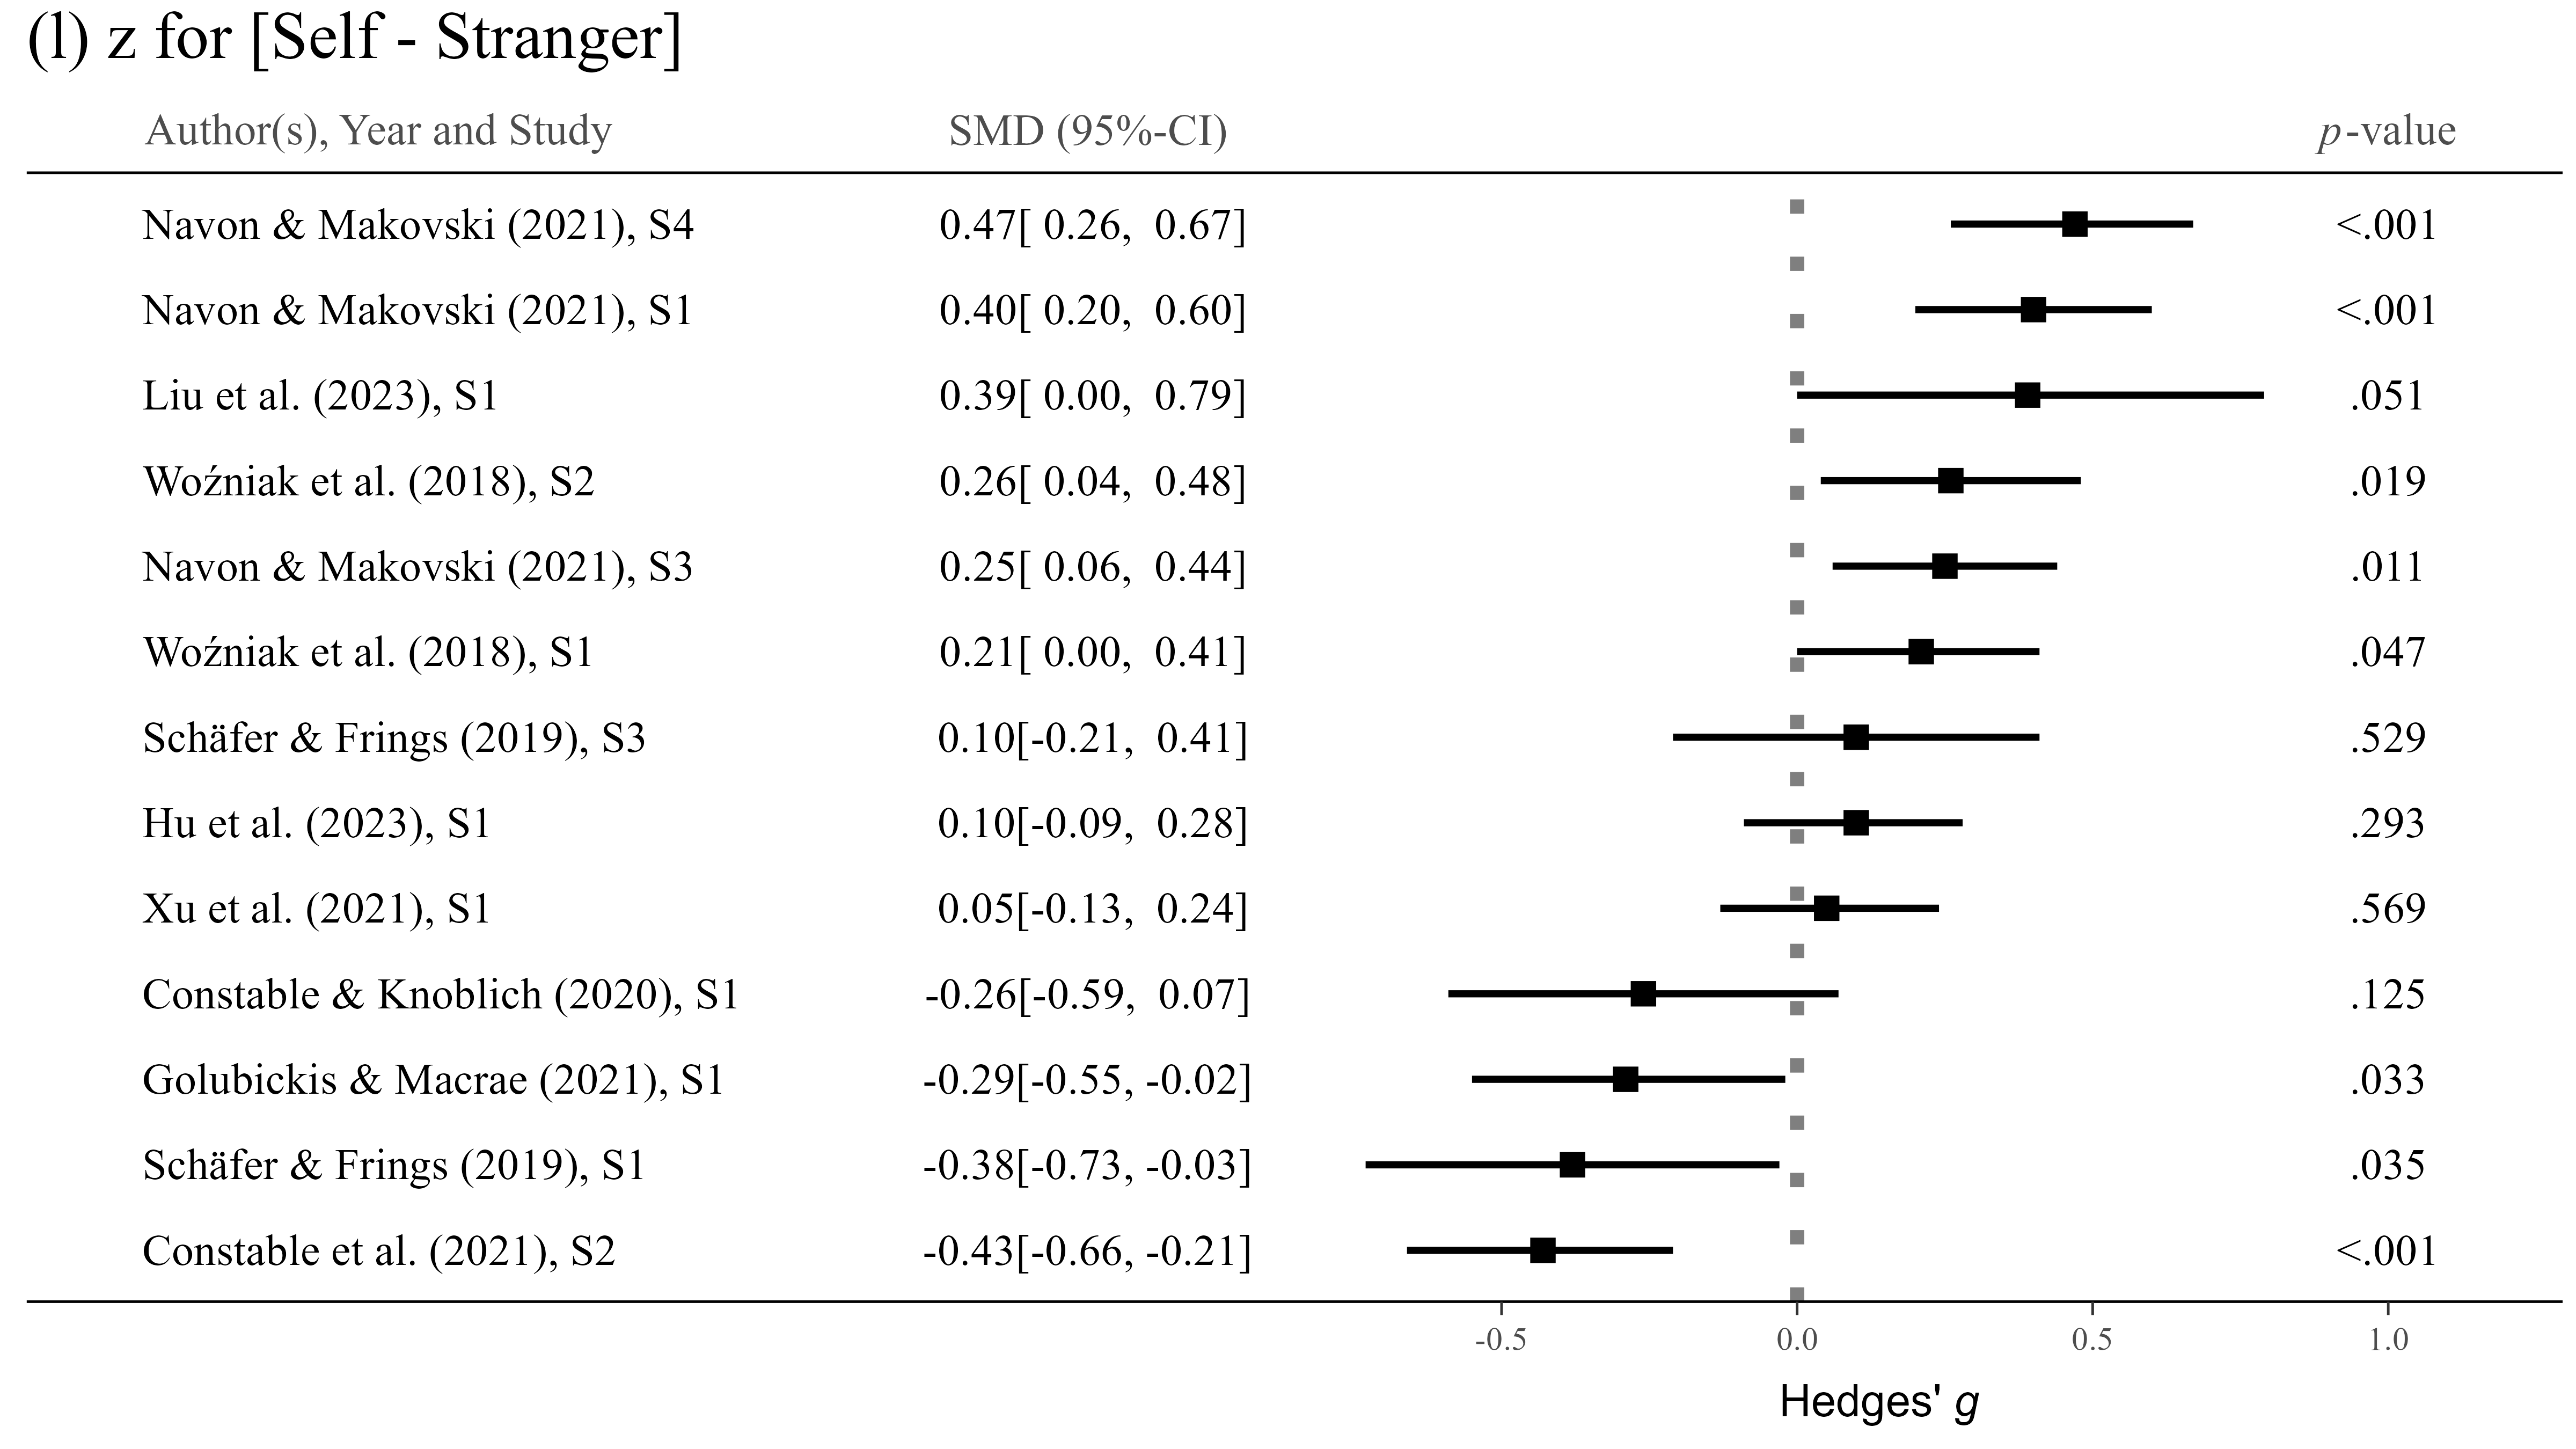 (l) z for [Self - Stranger]
Author(s), Year and Study SMD (95%-CI) p-value
Navon & Makovski (2021), S4 0.47[ 0.26,  0.67] <.001
Navon & Makovski (2021), S1 0.40[ 0.20,  0.60] <.001
Liu et al. (2023), S1 0.39[ 0.00,  0.79] .051
Woźniak et al. (2018), S2 0.26[ 0.04,  0.48] .019
Navon & Makovski (2021), S3 0.25[ 0.06,  0.44] .011
Woźniak et al. (2018), S1 0.21[ 0.00,  0.41] .047
Schäfer & Frings (2019), S3 0.10[-0.21,  0.41] .529
Hu et al. (2023), S1 0.10[-0.09,  0.28] .293
Xu et al. (2021), S1 0.05[-0.13,  0.24] .569
Constable & Knoblich (2020), S1 -0.26[-0.59,  0.07] .125
Golubickis & Macrae (2021), S1 -0.29[-0.55, -0.02] .033
Schäfer & Frings (2019), S1 -0.38[-0.73, -0.03] .035
Constable et al. (2021), S2 -0.43[-0.66, -0.21] <.001
-0.5 0.0 0.5 1.0
Hedges' g